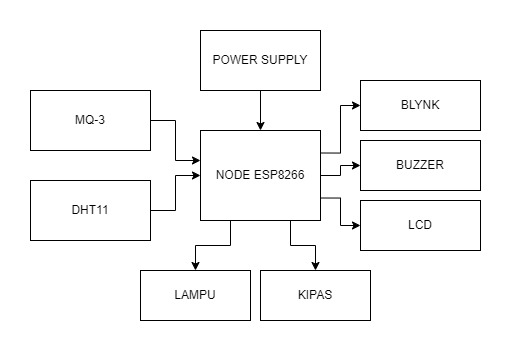 POWER SUPPLY
MQ-3
BLYNK
NODE ESP8266
BUZZER
DHT11
LCD
LAMPU
KIPAS